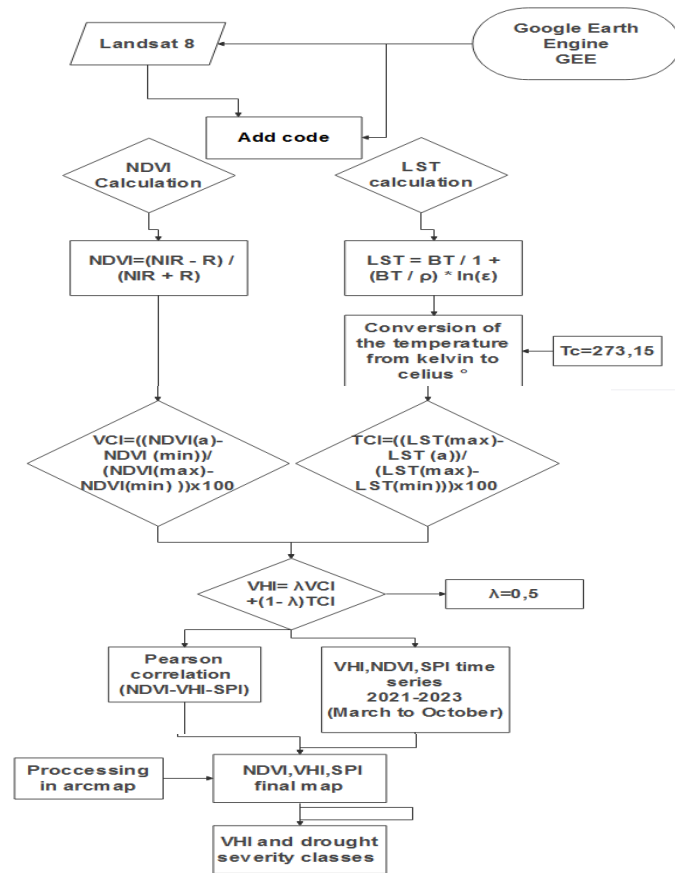 Landsat 8
Google Earth
Engine
GEE
Add code
NDVI
Calculation
LST
calculation
NDVI=(NIR - R) /
(NIR + R)
LST = BT / 1 +
(BT / ρ) * ln(ε)
Conversion of
the temperature
from kelvin to
celius °
Tc=273,15
VCI=((NDVI(a)-
NDVI (min))/
(NDVI(max)-
NDVI(min) ))x100
TCI=((LST(max)-
LST (a))/
(LST(max)-
LST(min)))x100
VHI= λVCI
+(1- λ)TCI
λ=0,5
Pearson
correlation
(NDVI-VHI-SPI)
VHI,NDVI,SPI time
series
2021-2023
(March to October)
Proccessing
in arcmap
NDVI,VHI,SPI
final map
VHI and drought
severity classes